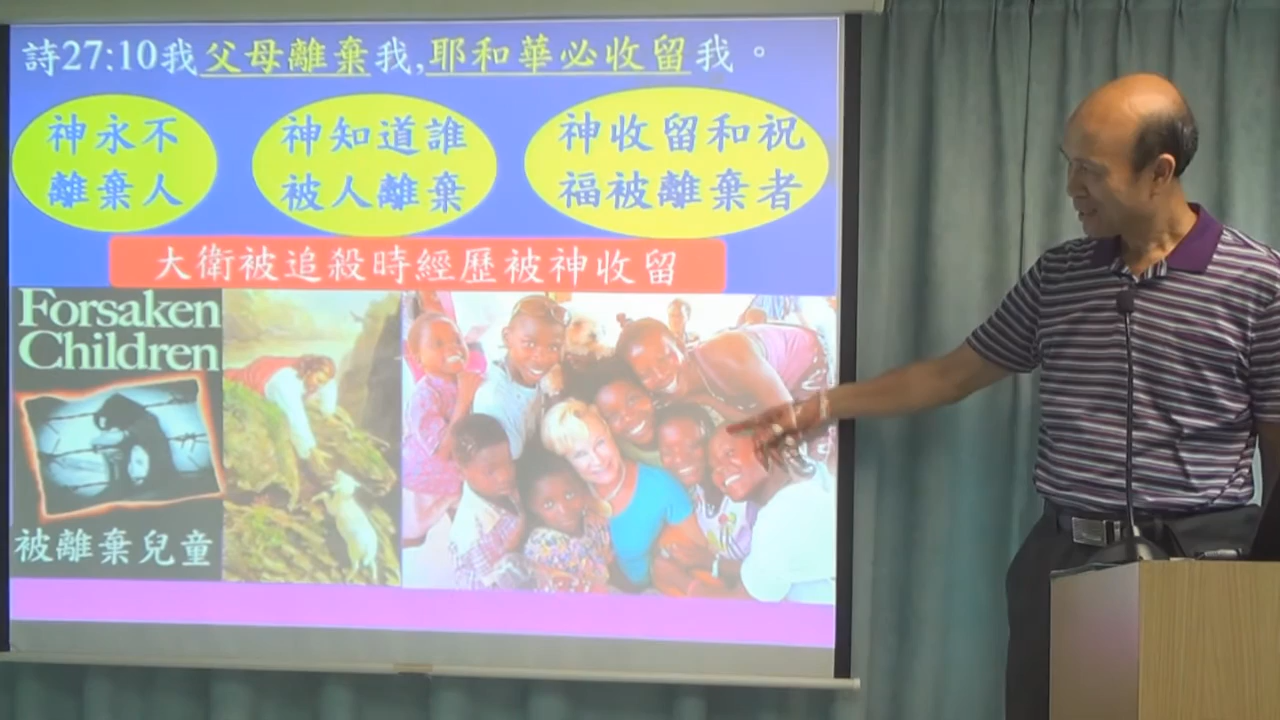 詩27:10我父母離棄我,耶和華必收留我。
神永不
離棄人
神知道誰
被人離棄
神收留和祝
福被離棄者
大衛被追殺時經歷被神收留
Forsaken
Children
被離棄兒童